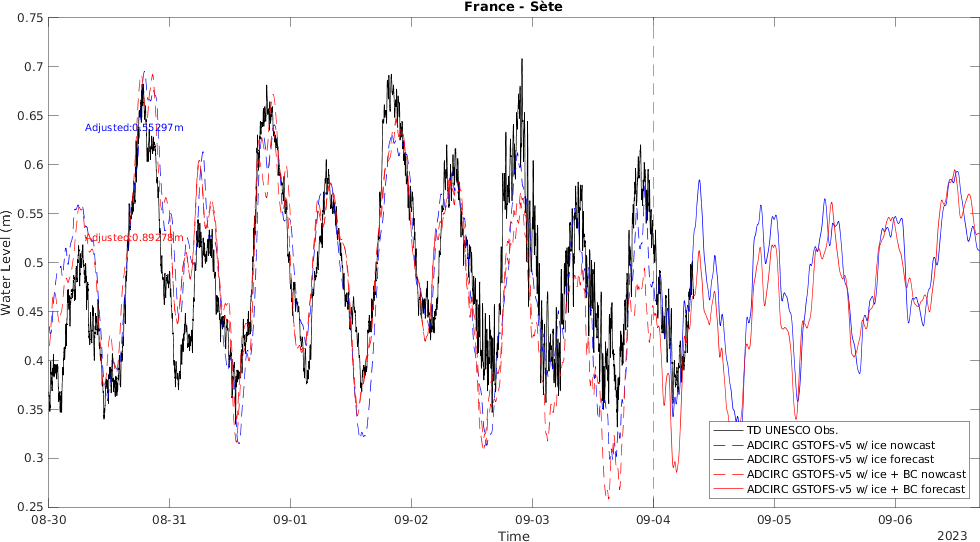 France - Sète
Water Level (m)
0.75
0.7
0.65
0.6
0.55
0.5
0.45
0.4
0.35
0.3
0.25
Adjusted:0.55297m
Adjusted:0.89278m
TD UNESCO Obs.
ADCIRC GSTOFS-v5 w/ ice nowcast
ADCIRC GSTOFS-v5 w/ ice forecast
ADCIRC GSTOFS-v5 w/ ice + BC nowcast
ADCIRC GSTOFS-v5 w/ ice + BC forecast
08-30 08-31 09-01 09-02 09-03 09-04 09-05 09-06
Time
2023